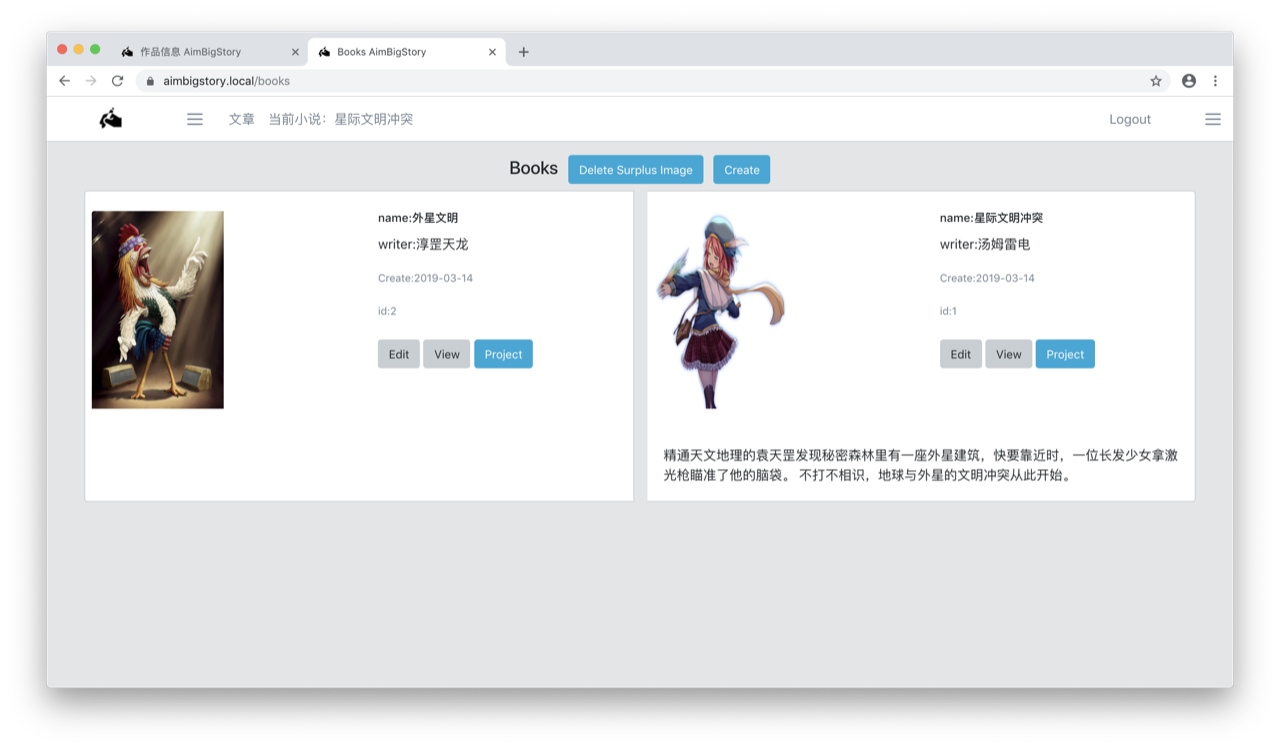 作品信息 AimBigStory
Books AimBigStory
aimbigstory.local/books
文章 当前小说：星际文明冲突
Logout
Books Delete Surplus Image Create
name:外星文明
writer:淳罡天龙
Create:2019-03-14
id:2
Edit View Project
name:星际文明冲突
writer:汤姆雷电
Create:2019-03-14
id:1
Edit View Project
精通天文地理的袁天罡发现秘密森林里有一座外星建筑，快要靠近时，一位长发少女拿激
光枪瞄准了他的脑袋。 不打不相识，地球与外星的文明冲突从此开始。